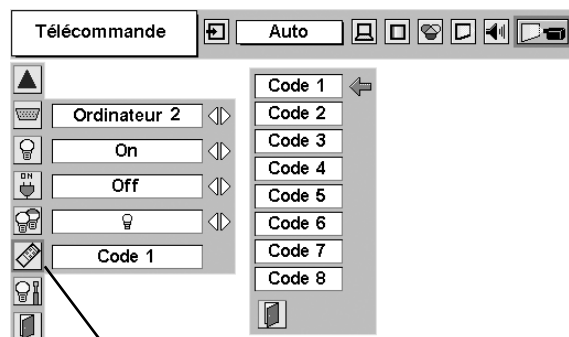 Télécommande
Auto
Ordinateur 2
On
ON
Off
Code 1
Code 1
Code 2
Code 3
Code 4
Code 5
Code 6
Code 7
Code 8